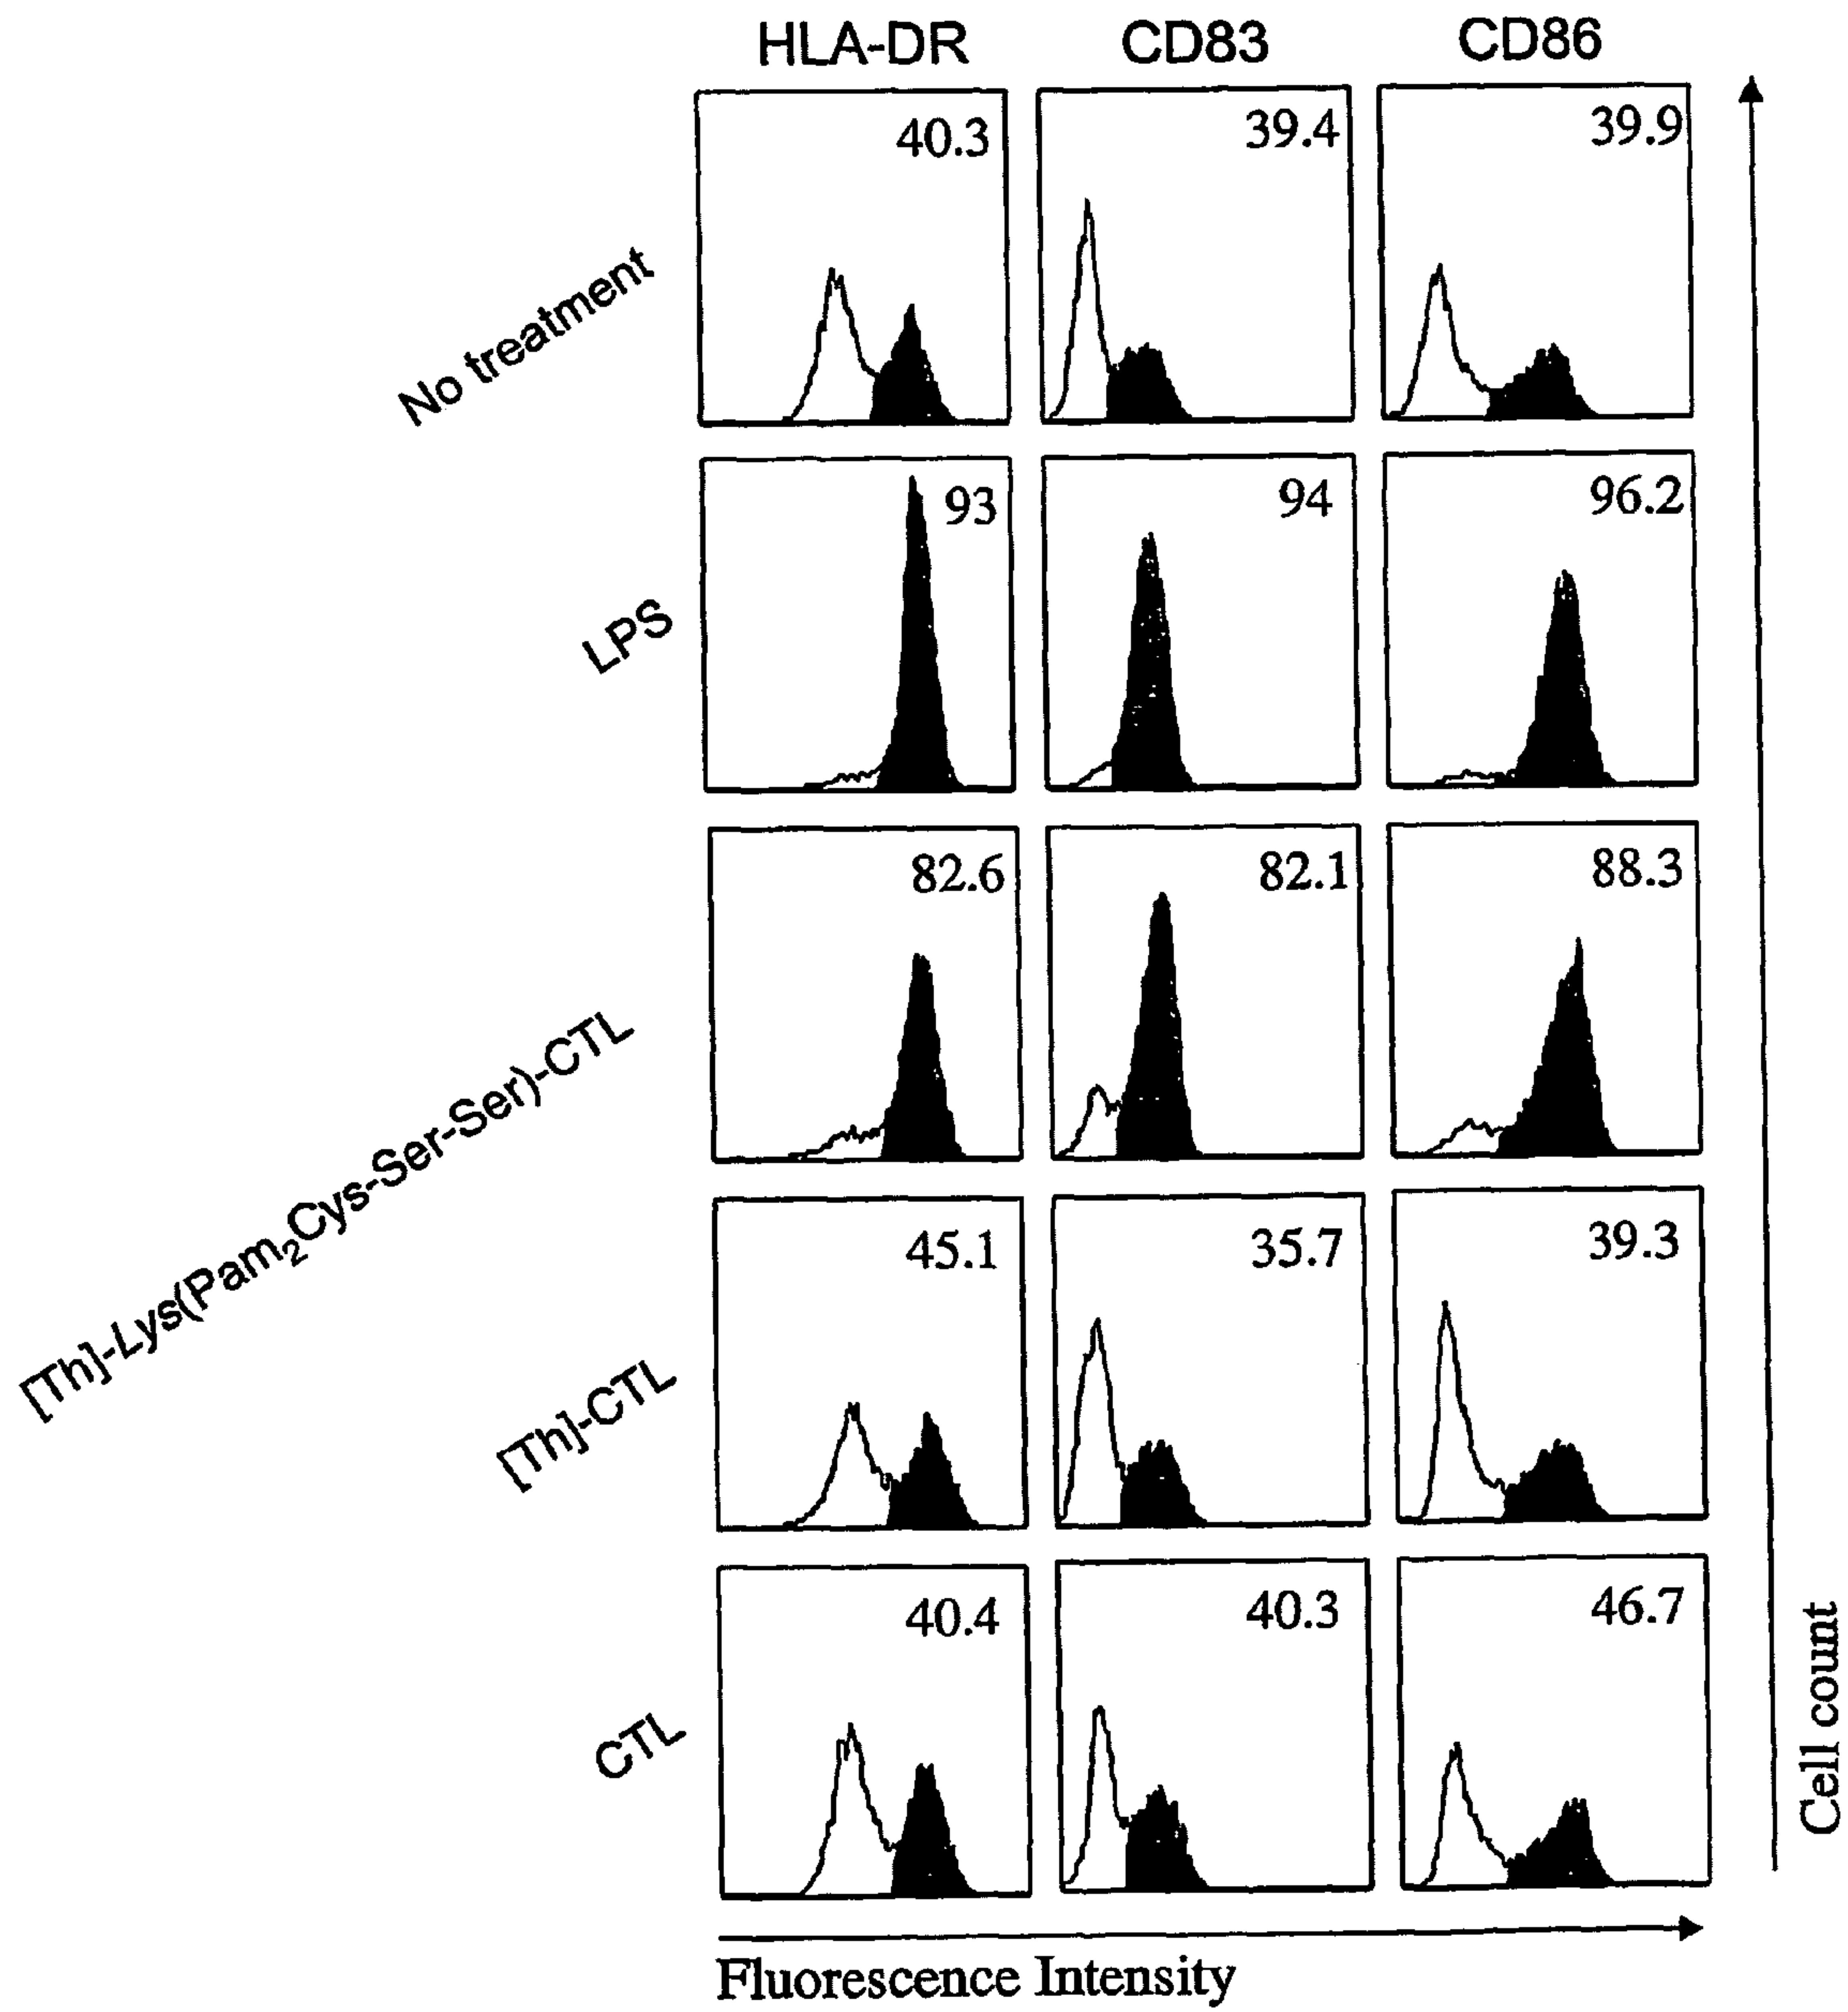 HLA-DR CD83 CD86
No treatment 40.3 39.4 39.9
LPS 93 94 96.2
[Th]-Lys(Pam₂Cys-Ser-Ser)-CTL 82.6 82.1 88.3
[Th]-CTL 45.1 35.7 39.3
CTL 40.4 40.3 46.7
Cell count
Fluorescence Intensity